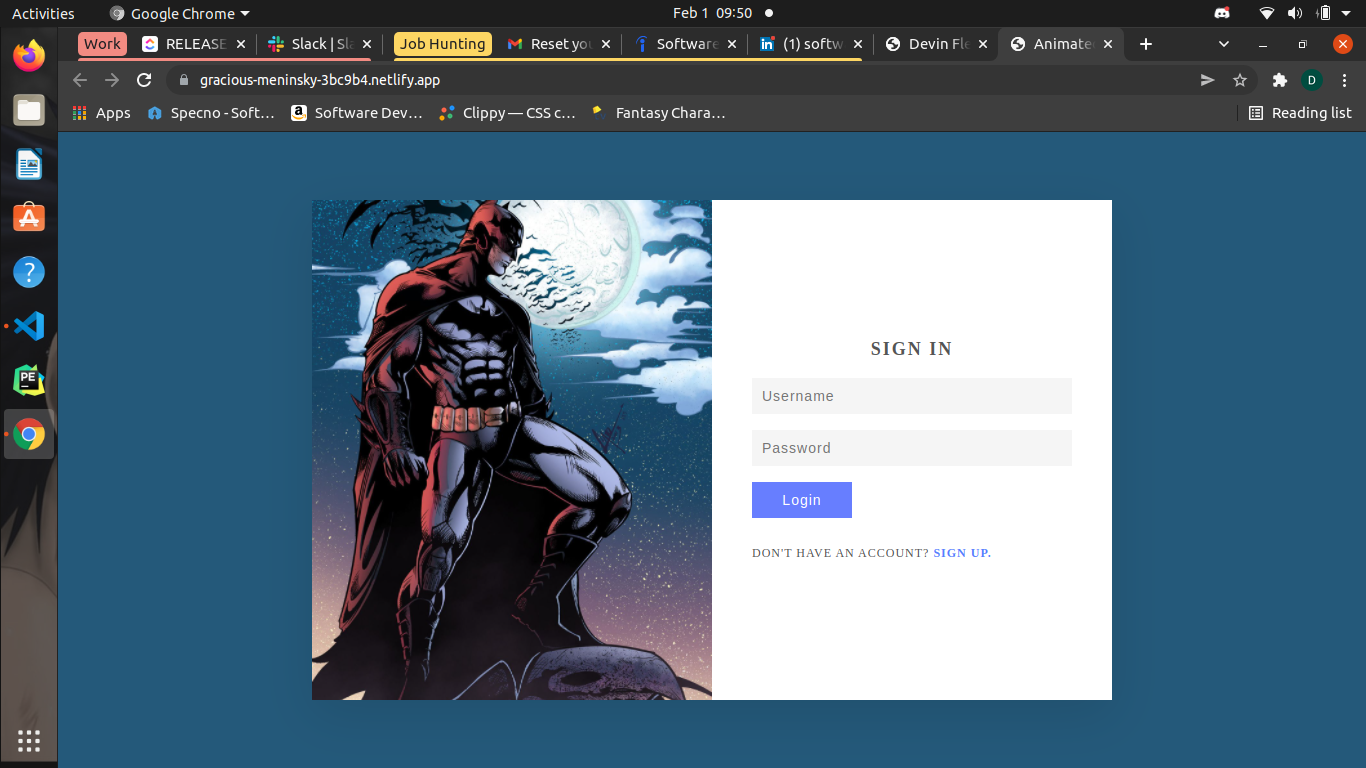 Activities Google Chrome Feb 1 09:50
Work RELEASE Slack | Sla Job Hunting Reset you Software (1) softw Devin Fle Animate
gracious-meninsky-3bc9b4.netlify.app D
Apps Specno - Soft… Software Dev… Clippy — CSS c… Fantasy Chara… Reading list
SIGN IN
Username
Password
Login
DON'T HAVE AN ACCOUNT? SIGN UP.